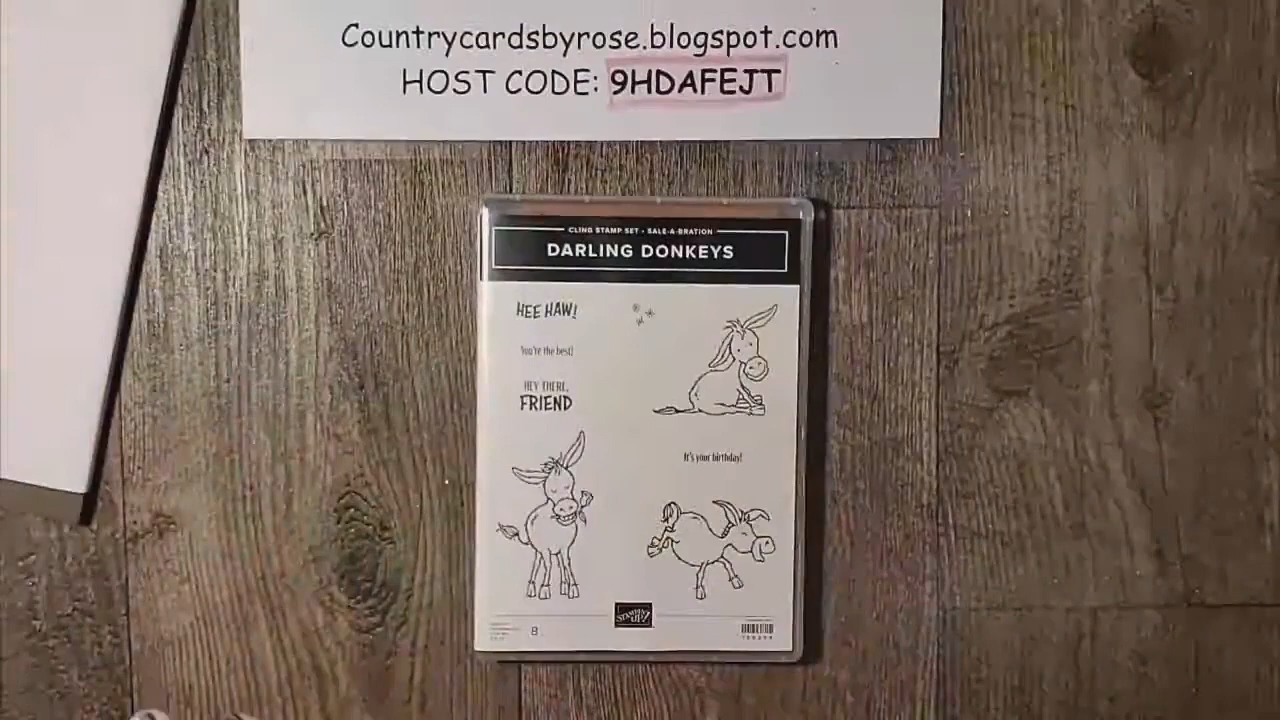 Countrycardsbyrose.blogspot.com
HOST CODE: 9HDAFEJT
CLING STAMP SET • SALE-A-BRATION
DARLING DONKEYS
HEE HAW!
You're the best!
HEY THERE,
FRIEND
It's your birthday!
STAMPIN'
UP!
8